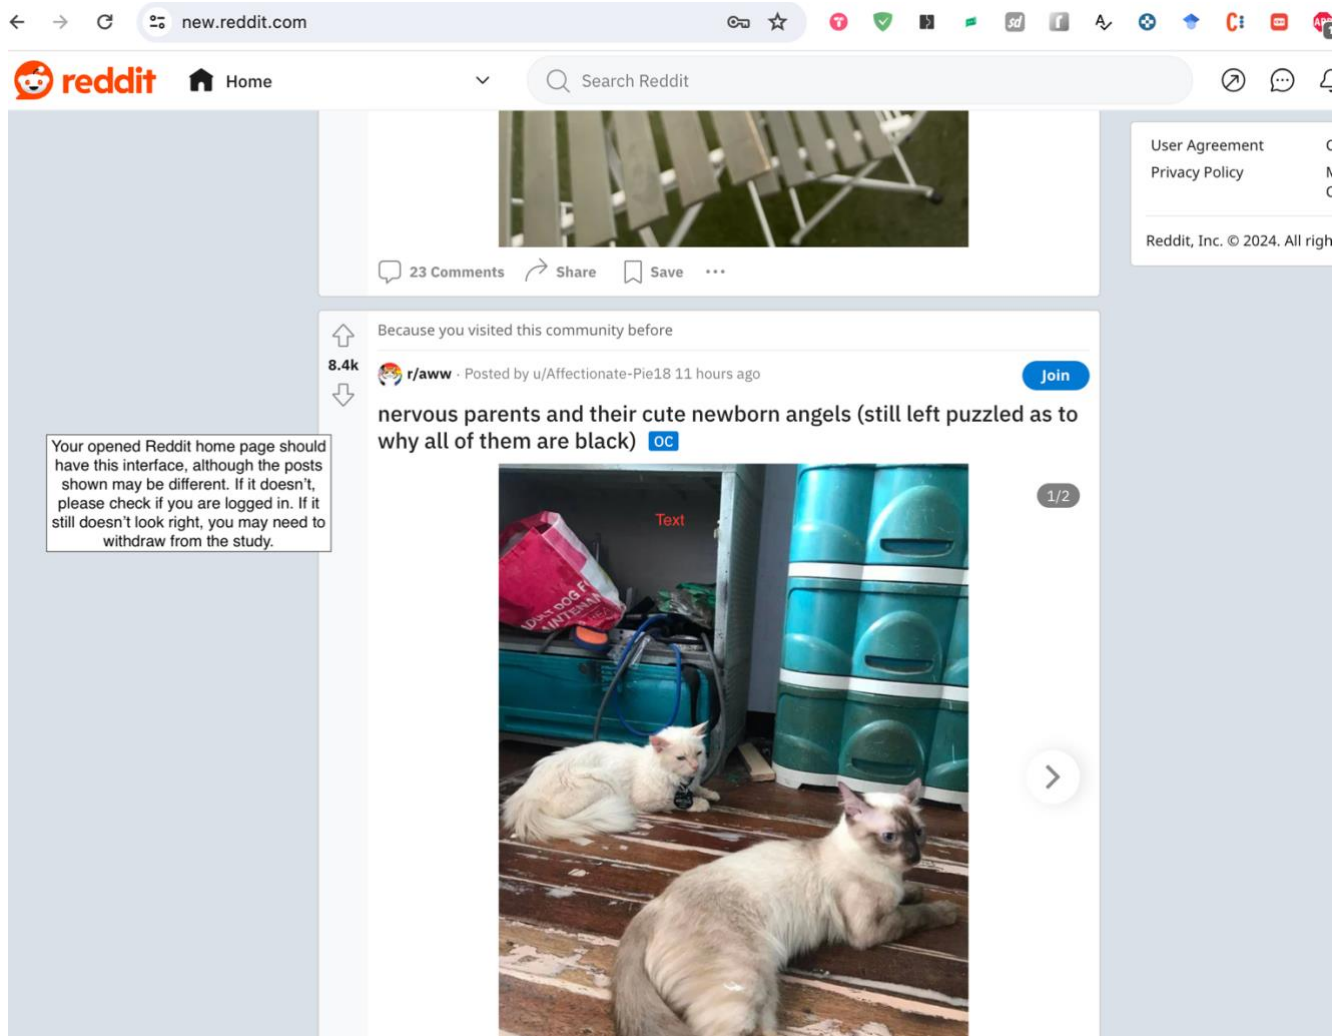 new.reddit.com
reddit Home Search Reddit
User Agreement
Privacy Policy
Reddit, Inc. © 2024. All righ
23 Comments Share Save ...
Because you visited this community before
8.4k
r/aww · Posted by u/Affectionate-Pie18 11 hours ago
Join
nervous parents and their cute newborn angels (still left puzzled as to
why all of them are black) OC
Your opened Reddit home page should
have this interface, although the posts
shown may be different. If it doesn't,
please check if you are logged in. If it
still doesn't look right, you may need to
withdraw from the study.
1/2
Text
DOG